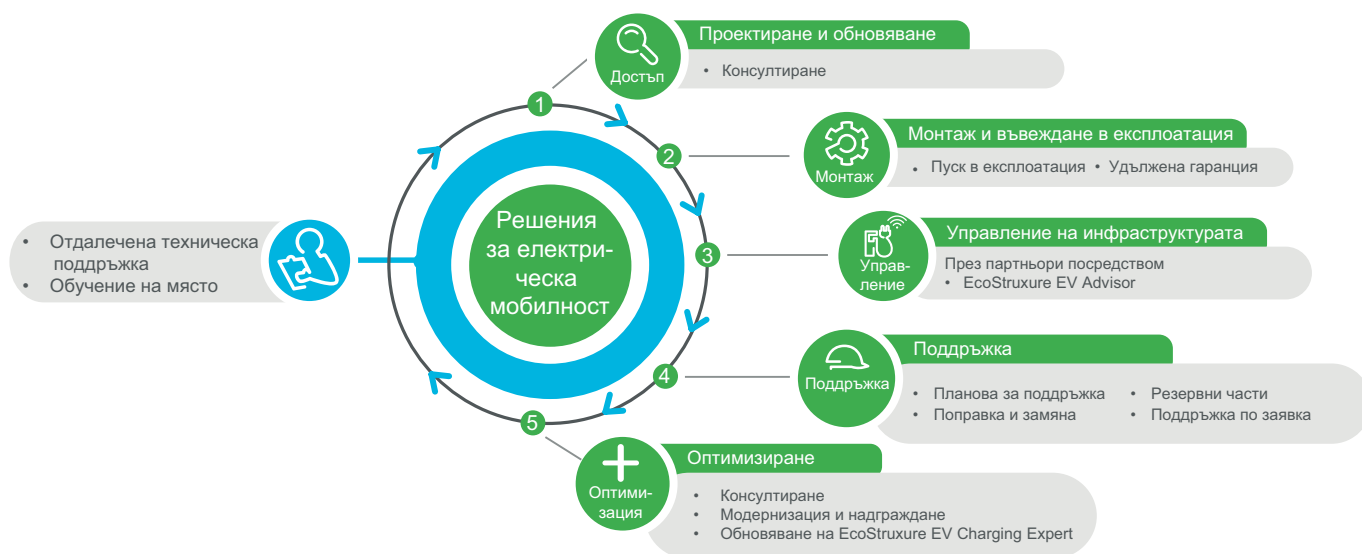 Проектиране и обновяване
Достъп
• Консултиране
1
2
Монтаж и въвеждане в експлоатация
Монтаж
• Пуск в експлоатация • Удължена гаранция
Решения
за електри-
ческа
мобилност
• Отдалечена техническа
поддръжка
• Обучение на място
3
Управление на инфраструктурата
Управ-
ление
През партньори посредством
• EcoStruxure EV Advisor
4
Поддръжка
Поддръжка
• Планова за поддръжка • Резервни части
• Поправка и замяна • Поддръжка по заявка
5
Оптимизиране
Оптими-
зация
• Консултиране
• Модернизация и надграждане
• Обновяване на EcoStruxure EV Charging Expert